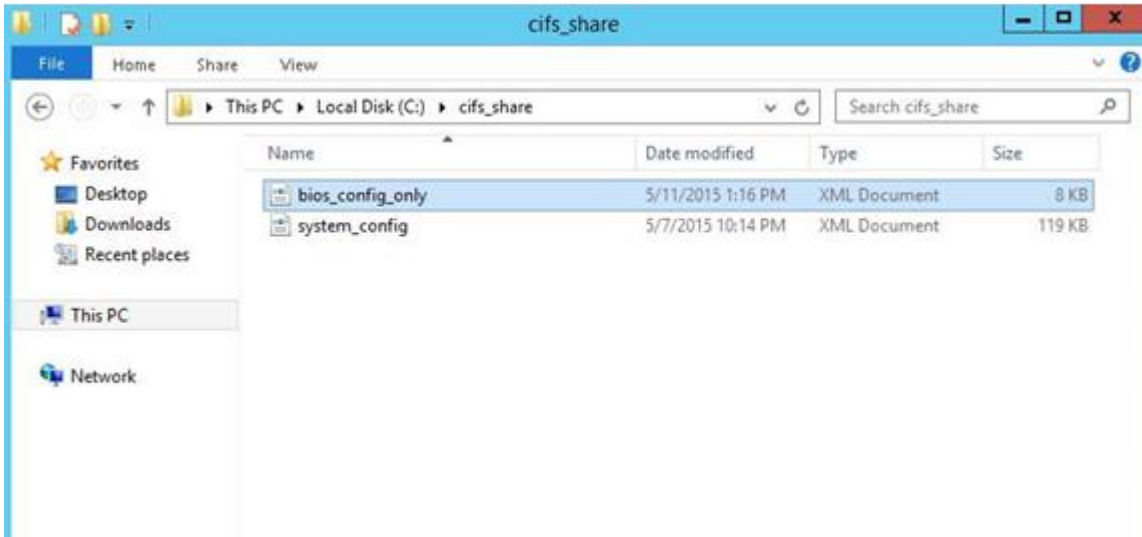 cifs_share
File Home Share View
This PC Local Disk (C:) cifs_share Search cifs_share
Name Date modified Type Size
Favorites
Desktop
Downloads
Recent places
This PC
Network
bios_config_only 5/11/2015 1:16 PM XML Document 8 KB
system_config 5/7/2015 10:14 PM XML Document 119 KB